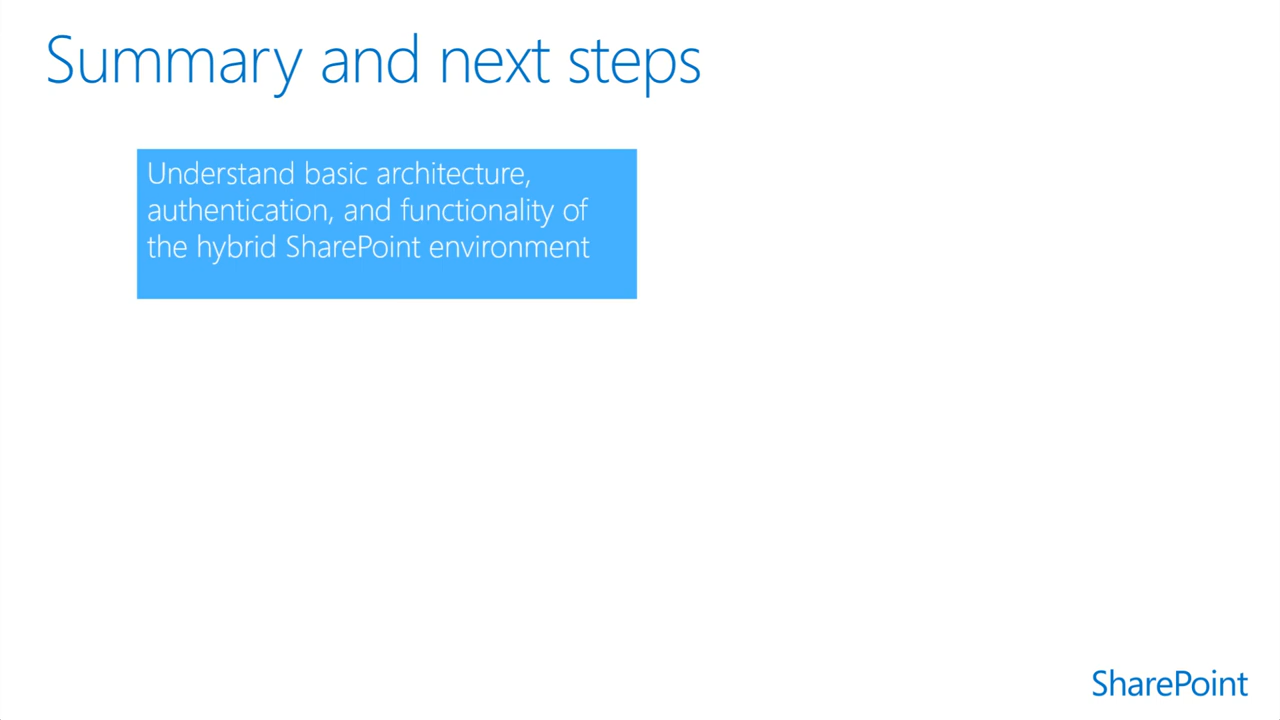 Summary and next steps
Understand basic architecture,
authentication, and functionality of
the hybrid SharePoint environment
SharePoint